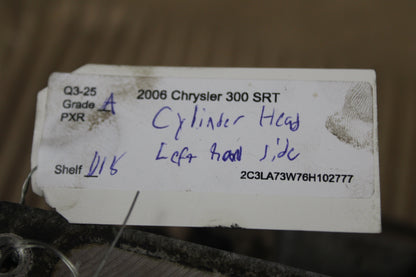 Q3-25 2006 Chrysler 300 SRT
Grade A
PXR Cylinder Head
Left hand side
Shelf D18
2C3LA73W76H102777